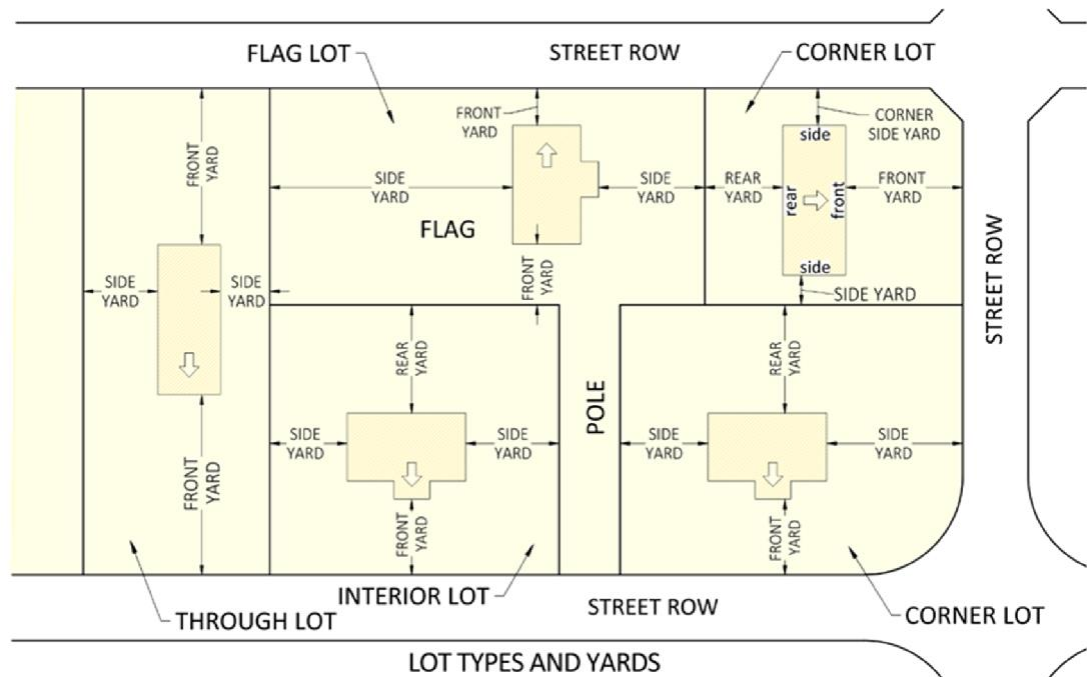 FLAG LOT
STREET ROW
CORNER LOT
FRONT
YARD
FRONT
YARD
CORNER
SIDE YARD
side
SIDE
YARD
SIDE
YARD
REAR
YARD
rear
front
FRONT
YARD
FLAG
side
SIDE
YARD
SIDE
YARD
FRONT
YARD
SIDE YARD
STREET ROW
REAR
YARD
REAR
YARD
POLE
SIDE
YARD
SIDE
YARD
SIDE
YARD
SIDE
YARD
FRONT
YARD
FRONT
YARD
FRONT
YARD
INTERIOR LOT
STREET ROW
THROUGH LOT
CORNER LOT
LOT TYPES AND YARDS